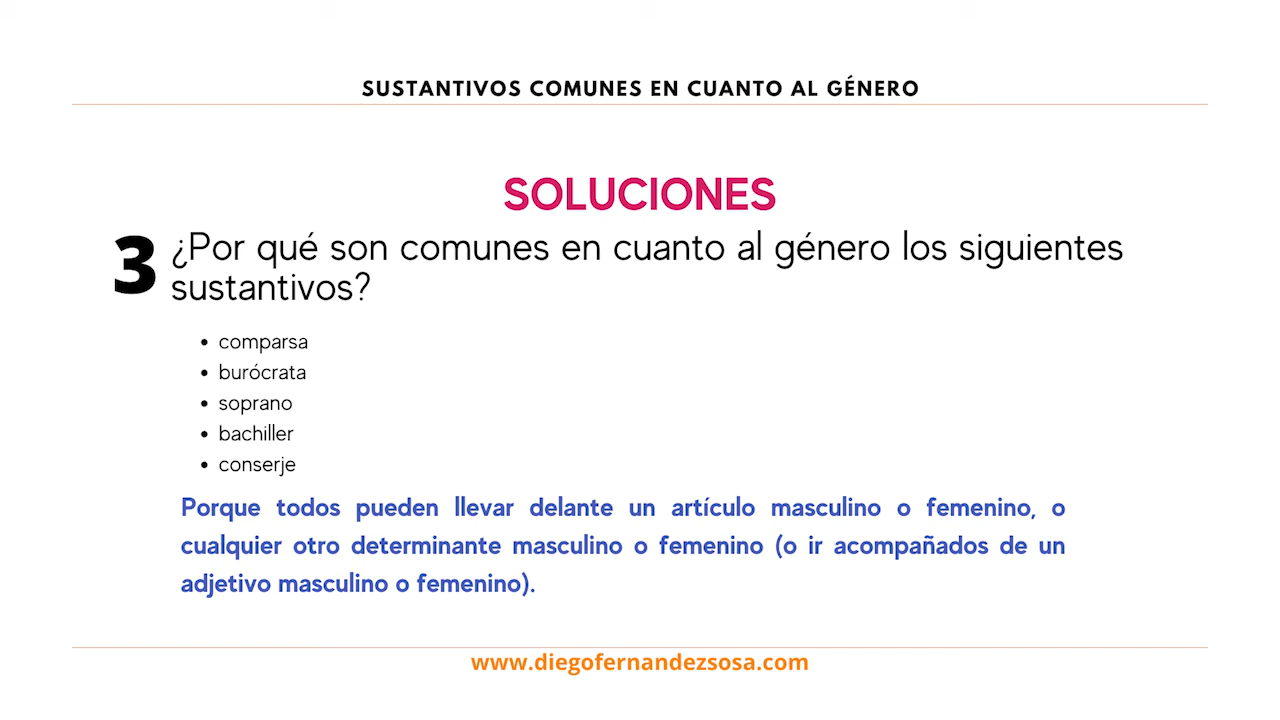 SUSTANTIVOS COMUNES EN CUANTO AL GÉNERO
SOLUCIONES
3 ¿Por qué son comunes en cuanto al género los siguientes
sustantivos?
• comparsa
• burócrata
• soprano
• bachiller
• conserje
Porque todos pueden llevar delante un artículo masculino o femenino, o
cualquier otro determinante masculino o femenino (o ir acompañados de un
adjetivo masculino o femenino).
www.diegofernandezsosa.com